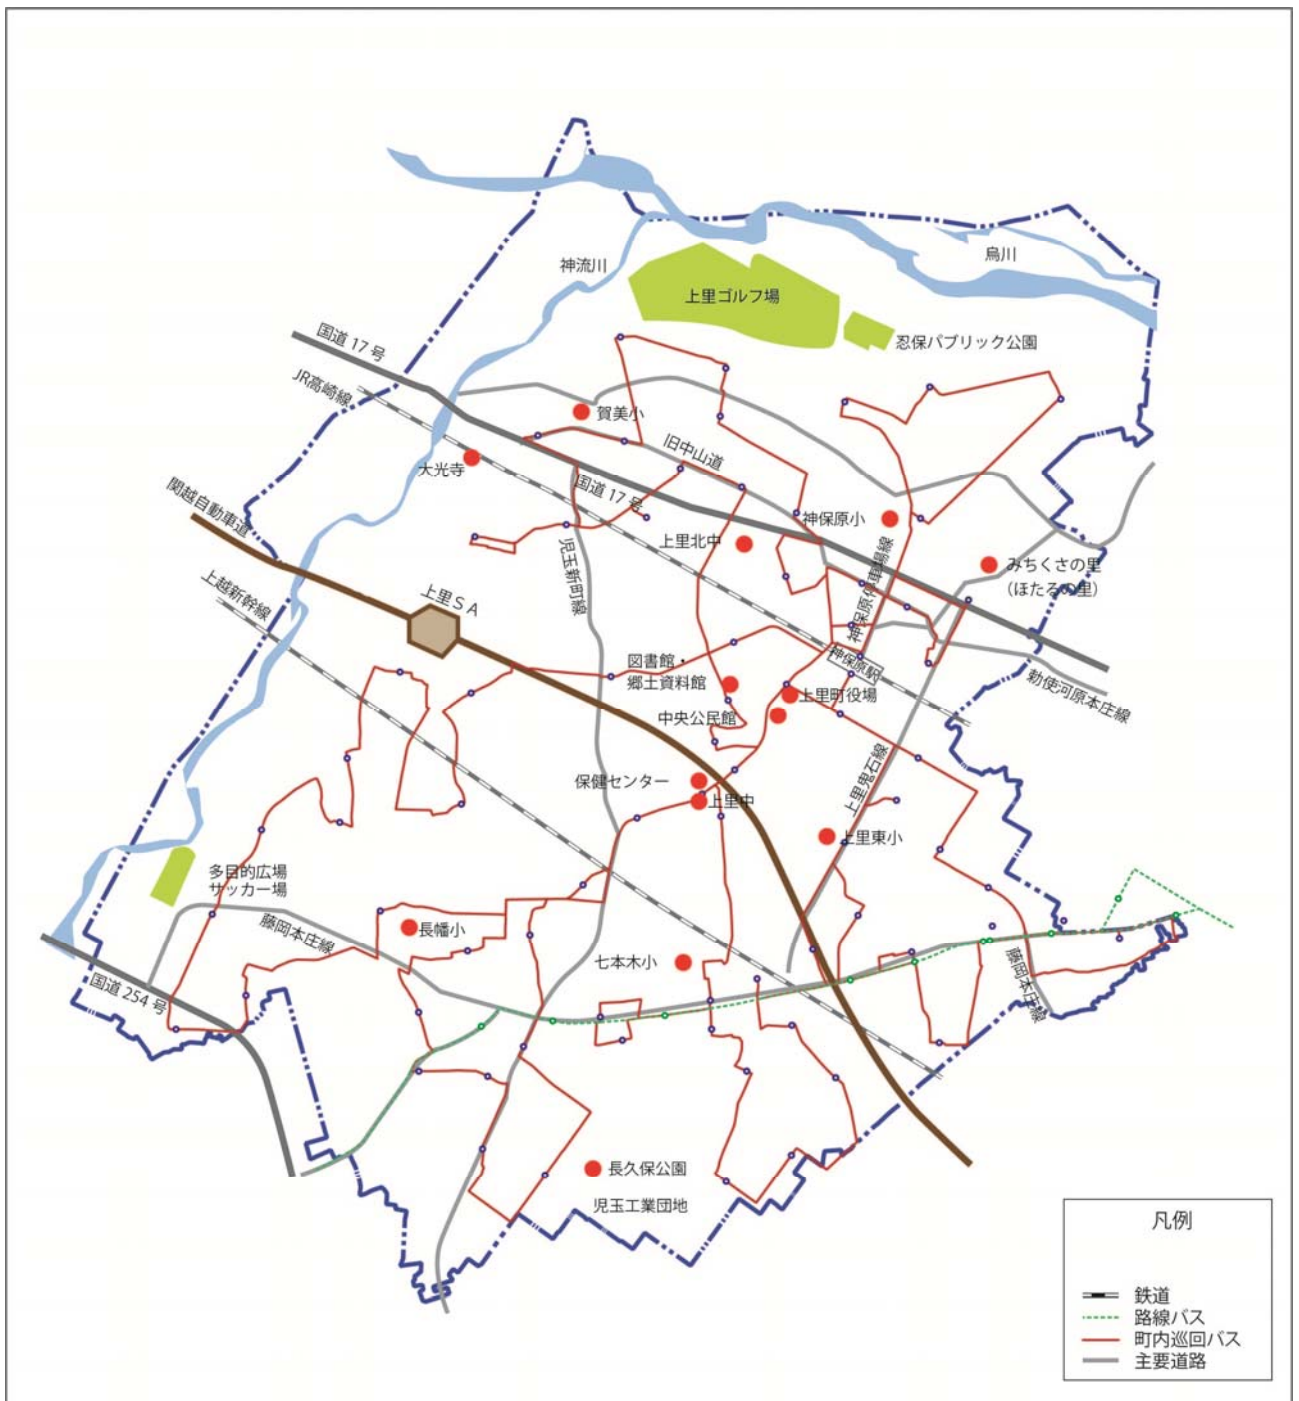 烏川
神流川
上里ゴルフ場
忍保パブリック公園
国道 17 号
JR高崎線
賀美小
旧中山道
大光寺
国道 17 号
関越自動車道
神保原小
上里北中
児玉新町線
神保原停車場線
みちくさの里
（ほたるの里）
上越新幹線
上里ＳＡ
図書館・
郷土資料館
神保原駅
上里町役場
勅使河原本庄線
中央公民館
上里鬼石線
保健センター
上里中
上里東小
多目的広場
サッカー場
藤岡本庄線
長幡小
七本木小
藤岡本庄線
国道 254 号
長久保公園
児玉工業団地
凡例
鉄道
路線バス
町内巡回バス
主要道路